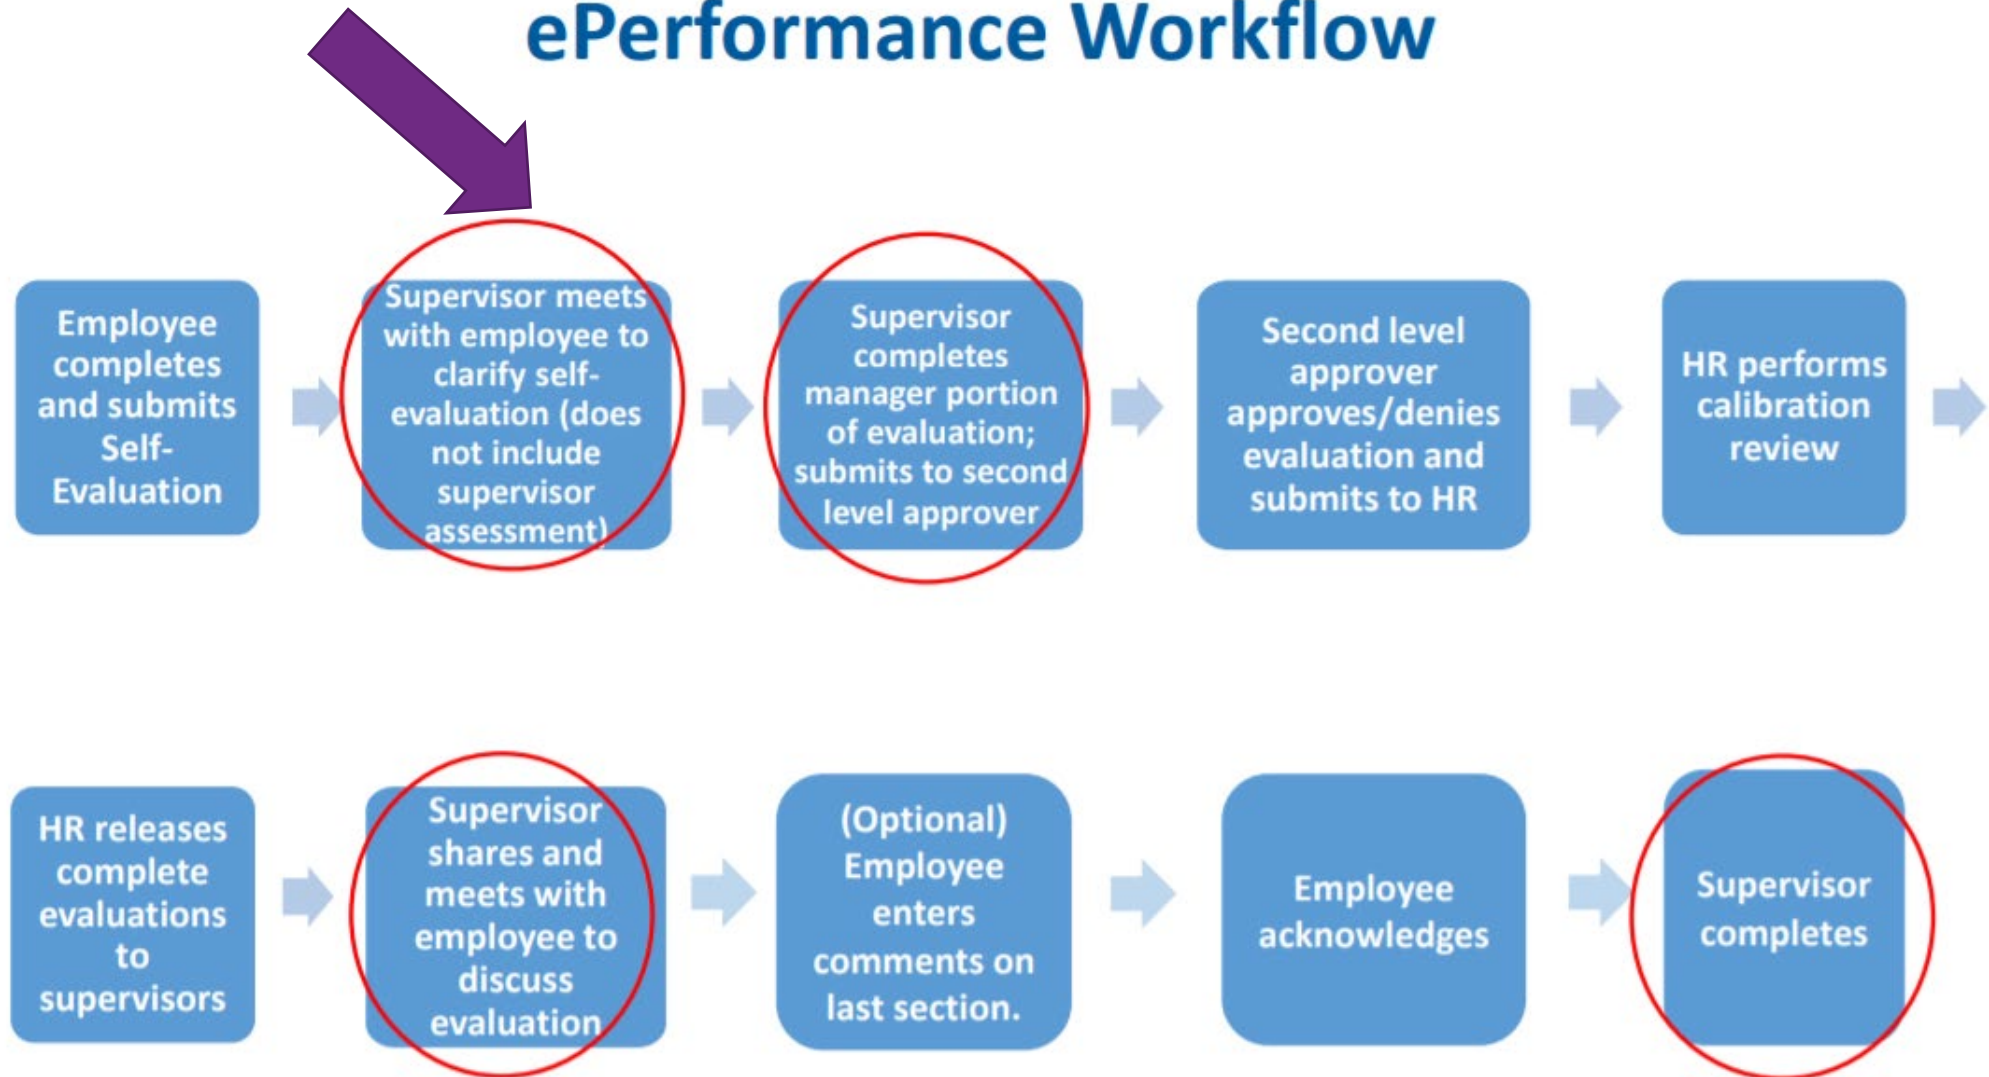 ePerformance Workflow
Employee
completes
and submits
Self-
Evaluation
Supervisor meets
with employee to
clarify self-
evaluation (does
not include
supervisor
assessment)
Supervisor
completes
manager portion
of evaluation;
submits to second
level approver
Second level
approver
approves/denies
evaluation and
submits to HR
HR performs
calibration
review
HR releases
complete
evaluations
to
supervisors
Supervisor
shares and
meets with
employee to
discuss
evaluation
(Optional)
Employee
enters
comments on
last section.
Employee
acknowledges
Supervisor
completes